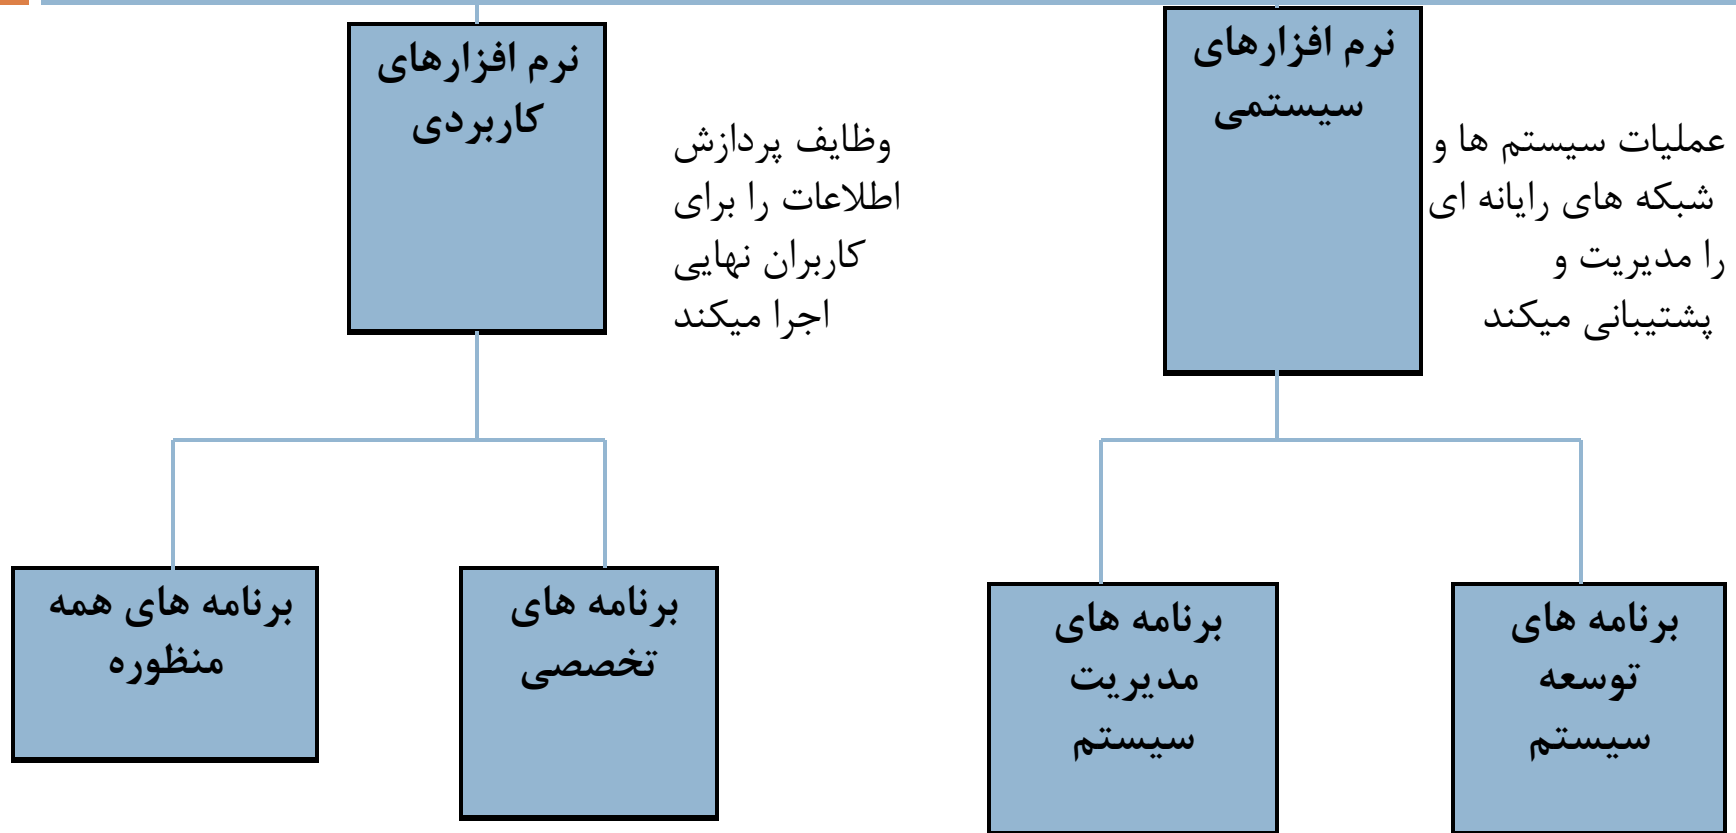 نرم افزارهای
سیستمی
عملیات سیستم ها و
شبکه های رایانه ای
را مدیریت و
پشتیبانی میکند
نرم افزارهای
کاربردی
وظایف پردازش
اطلاعات را برای
کاربران نهایی
اجرا میکند
برنامه های
توسعه
سیستم
برنامه های
مدیریت
سیستم
برنامه های
تخصصی
برنامه های همه
منظوره